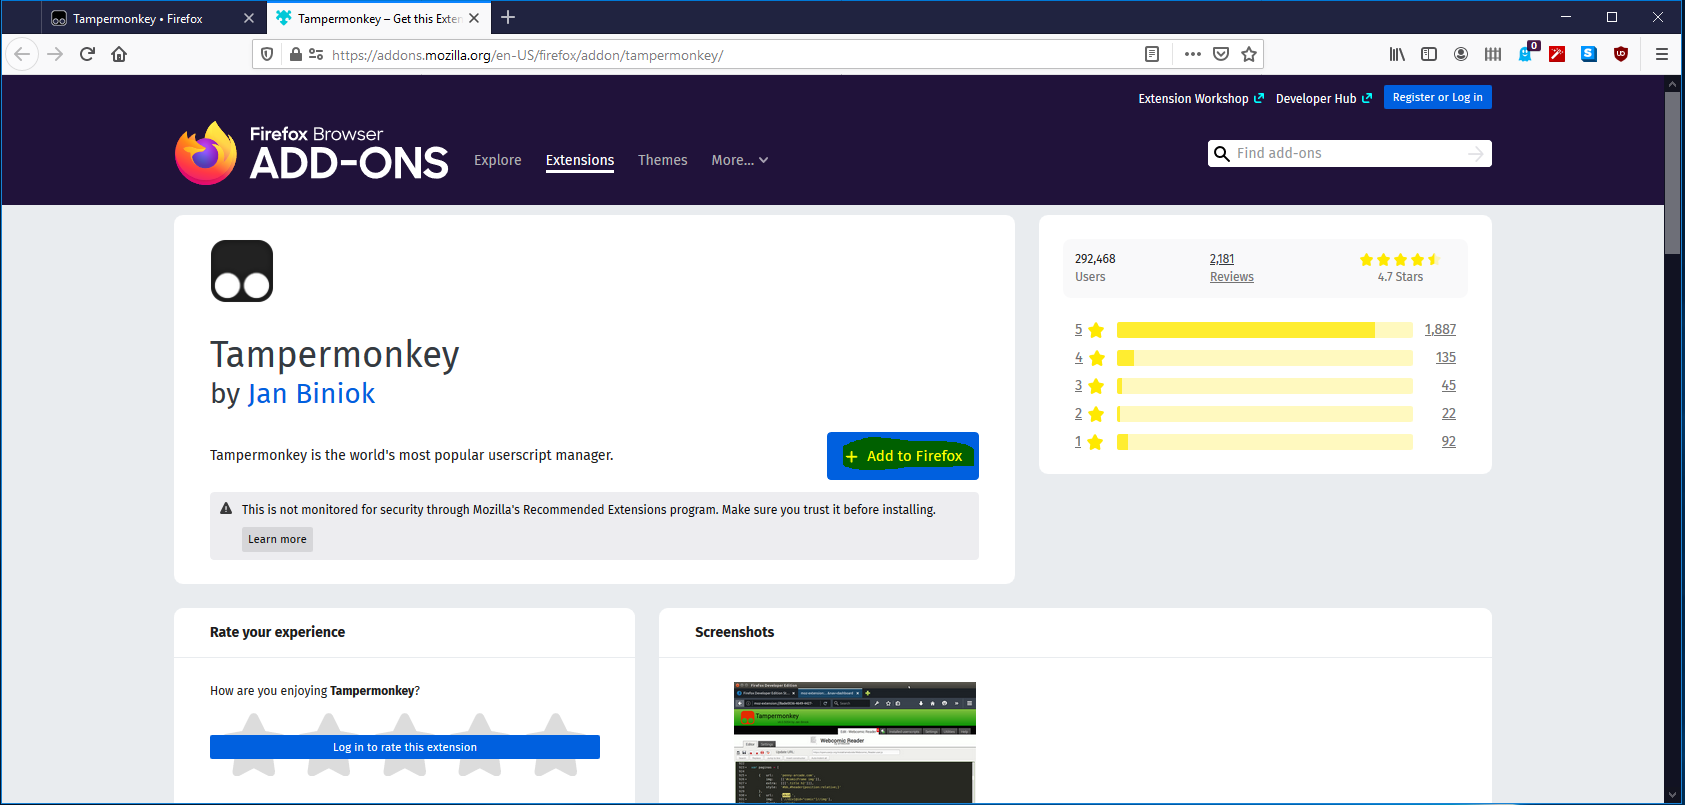 Tampermonkey • Firefox
Tampermonkey – Get this Exten
https://addons.mozilla.org/en-US/firefox/addon/tampermonkey/
0
S
Extension Workshop
Developer Hub
Register or Log in
Firefox Browser
ADD-ONS
Explore
Extensions
Themes
More...
Find add-ons
Tampermonkey
by Jan Biniok
Tampermonkey is the world's most popular userscript manager.
+ Add to Firefox
This is not monitored for security through Mozilla's Recommended Extensions program. Make sure you trust it before installing.
Learn more
292,468
Users
2,181
Reviews
4.7 Stars
5 1,887
4 135
3 45
2 22
1 92
Rate your experience
How are you enjoying Tampermonkey?
Log in to rate this extension
Screenshots
Tampermonkey
Webcomic Reader